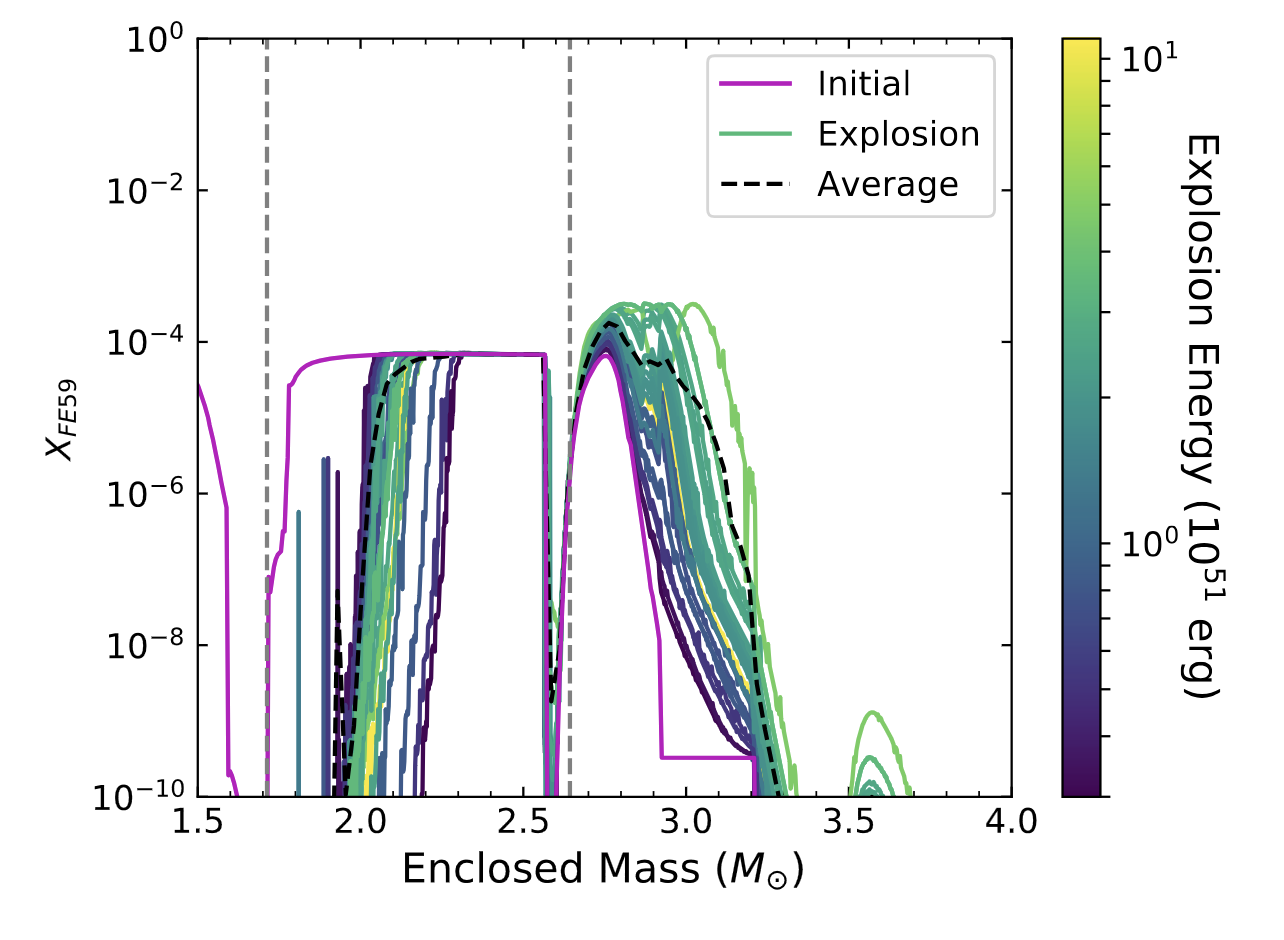 10^0
10^−2
10^−4
10^−6
10^−8
10^−10
X_{FE59}
1.5 2.0 2.5 3.0 3.5 4.0
Enclosed Mass (M_⊙)
Initial
Explosion
Average
10^1
10^0
Explosion Energy (10^{51} erg)